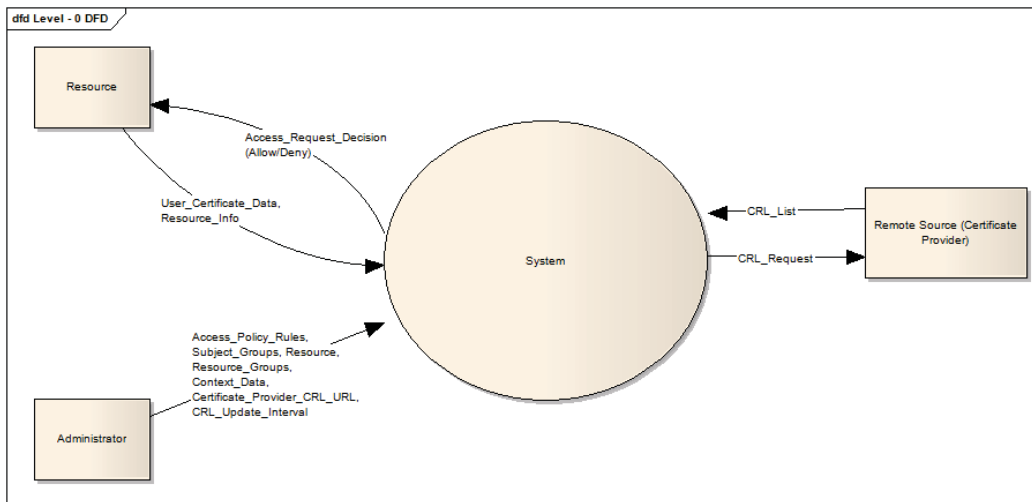 dfd Level - 0 DFD
Resource
Access_Request_Decision
(Allow/Deny)
User_Certificate_Data,
Resource_Info
CRL_List
Remote Source (Certificate
Provider)
System
CRL_Request
Access_Policy_Rules,
Subject_Groups, Resource,
Resource_Groups,
Context_Data,
Certificate_Provider_CRL_URL,
CRL_Update_Interval
Administrator